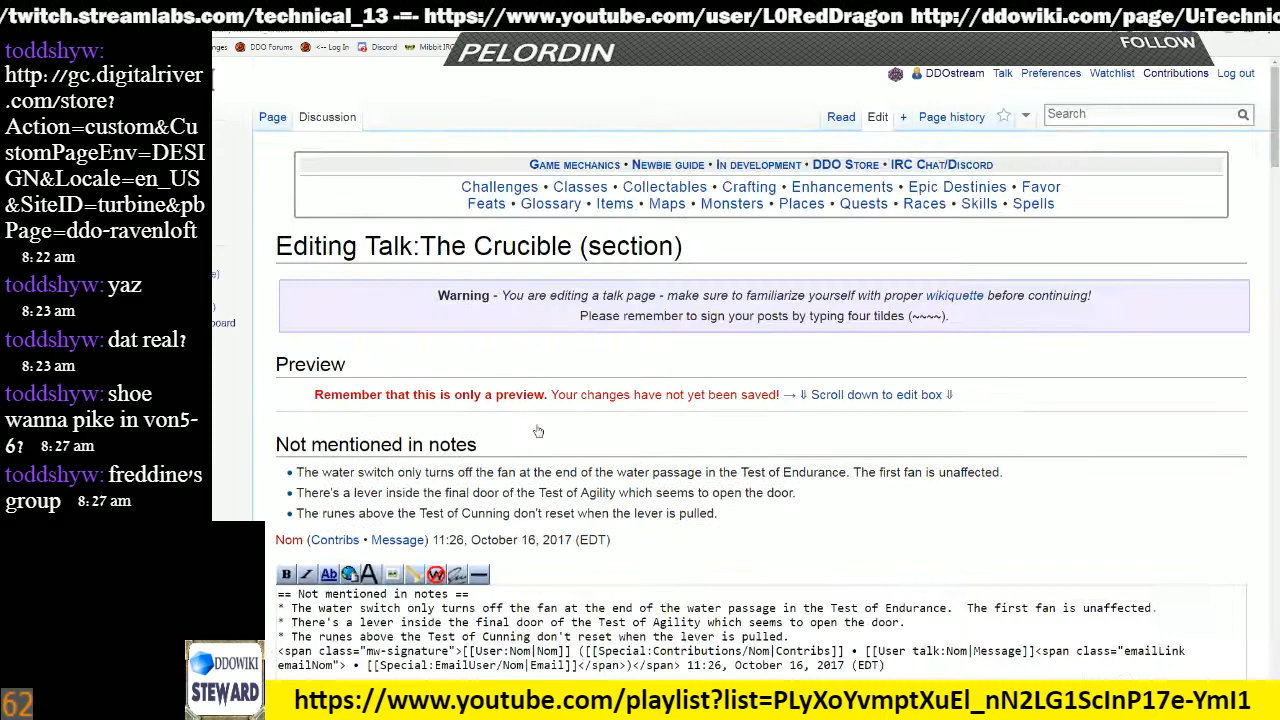 /twitch.streamlabs.com/technical_13 -=- https://www.youtube.com/user/L0RedDragon http://ddowiki.com/page/U:Technic
toddshyw:
http://gc.digitalriver
.com/store?
Action=custom&Cu
stomPageEnv=DESI
GN&Locale=en_US
&SiteID=turbine&pb
Page=ddo-ravenloft
8:22 am
toddshyw: yaz
8:23 am
toddshyw: dat real?
8:23 am
toddshyw: shoe
wanna pike in von5-
6? 8:27 am
toddshyw: freddine's
group 8:27 am
ges DDO Forums <-- Log In Discord Mibbit IRC
PELORDIN
FOLLOW
DDOstream Talk Preferences Watchlist Contributions Log out
Page Discussion Read Edit + Page history Search
GAME MECHANICS • NEWBIE GUIDE • IN DEVELOPMENT • DDO STORE • IRC CHAT/DISCORD
Challenges • Classes • Collectables • Crafting • Enhancements • Epic Destinies • Favor
Feats • Glossary • Items • Maps • Monsters • Places • Quests • Races • Skills • Spells
Editing Talk:The Crucible (section)
Warning - You are editing a talk page - make sure to familiarize yourself with proper wikiquette before continuing!
Please remember to sign your posts by typing four tildes (~~~~).
Preview
Remember that this is only a preview. Your changes have not yet been saved! → ⇓ Scroll down to edit box ⇓
Not mentioned in notes
• The water switch only turns off the fan at the end of the water passage in the Test of Endurance. The first fan is unaffected.
• There's a lever inside the final door of the Test of Agility which seems to open the door.
• The runes above the Test of Cunning don't reset when the lever is pulled.
Nom (Contribs • Message) 11:26, October 16, 2017 (EDT)
B I Ab A W
== Not mentioned in notes ==
* The water switch only turns off the fan at the end of the water passage in the Test of Endurance.  The first fan is unaffected.
* There's a lever inside the final door of the Test of Agility which seems to open the door.
* The runes above the Test of Cunning don't reset when the lever is pulled.
<span class="mw-signature">[[User:Nom|Nom]] ([[Special:Contributions/Nom|Contribs]] • [[User talk:Nom|Message]]<span class="emailLink
emailNom"> • [[Special:EmailUser/Nom|Email]]</span>)</span> 11:26, October 16, 2017 (EDT)
e)
)
board
DDOWIKI
STEWARD
62
https://www.youtube.com/playlist?list=PLyXoYvmptXuEl_nN2LG1ScInP17e-YmI1